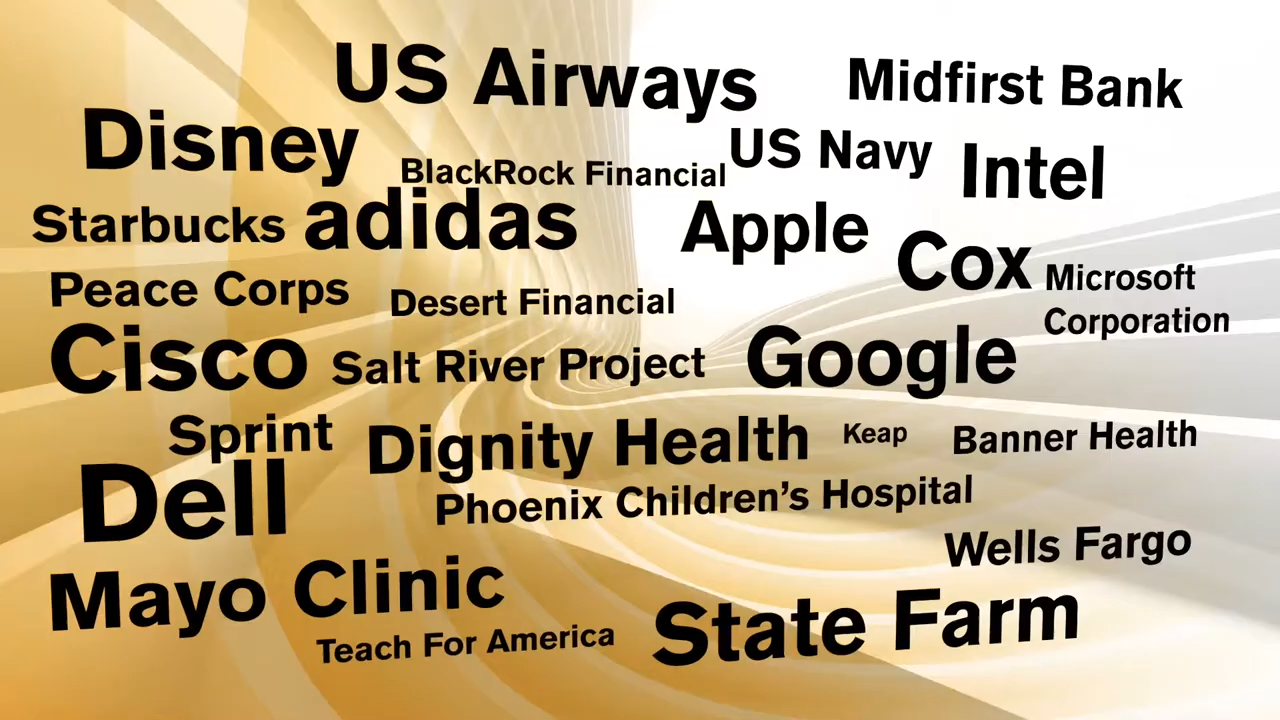 US Airways
Midfirst Bank
Disney
US Navy
Intel
BlackRock Financial
Starbucks
adidas
Apple
Cox
Microsoft
Corporation
Peace Corps
Desert Financial
Cisco
Salt River Project
Google
Sprint
Dignity Health
Keap
Banner Health
Dell
Phoenix Children’s Hospital
Wells Fargo
Mayo Clinic
State Farm
Teach For America